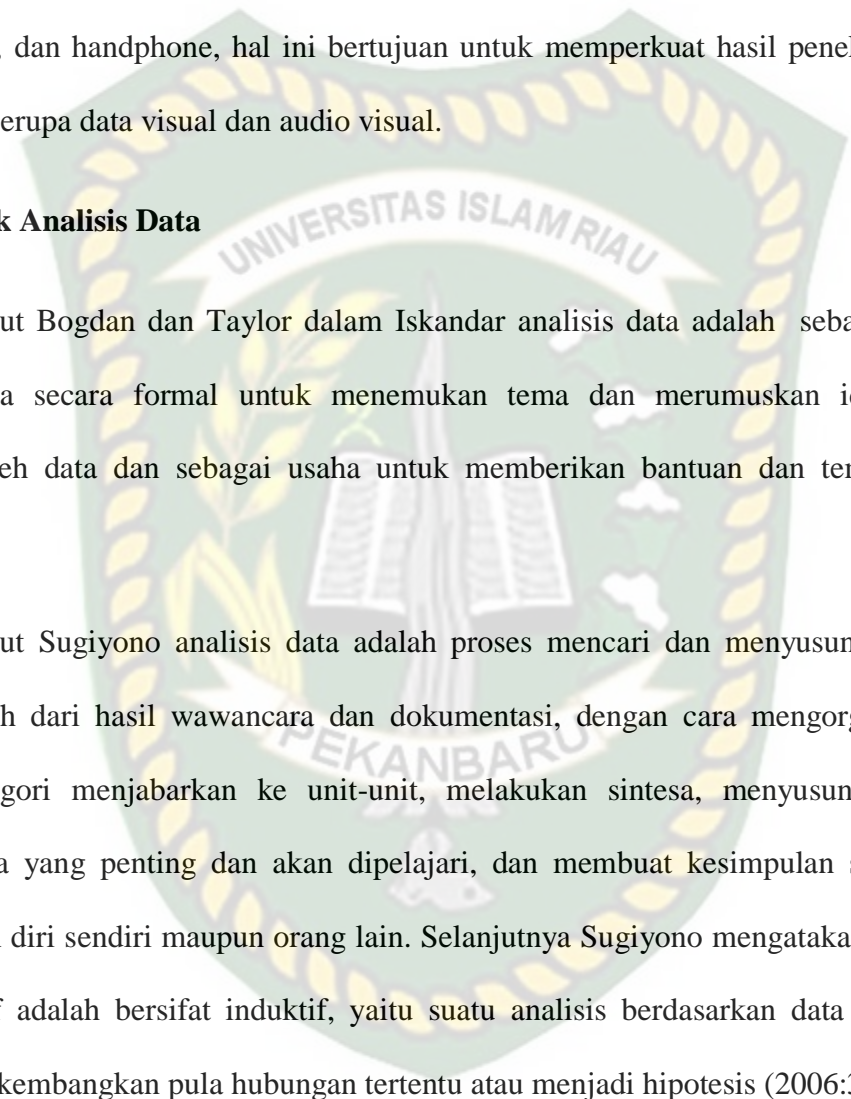 , dan handphone, hal ini bertujuan untuk memperkuat hasil
erupa data visual dan audio visual.
UNIVERSITAS ISLAM RIAU
k Analisis Data
ut Bogdan dan Taylor dalam Iskandar analisis data adalah
a secara formal untuk menemukan tema dan merumuskan
eh data dan sebagai usaha untuk memberikan bantuan dan
ut Sugiyono analisis data adalah proses mencari dan menyusun
h dari hasil wawancara dan dokumentasi, dengan cara
PEKANBARU
gori menjabarkan ke unit-unit, melakukan sintesa, menyusun
a yang penting dan akan dipelajari, dan membuat kesimpulan
diri sendiri maupun orang lain. Selanjutnya Sugiyono mengataka
f adalah bersifat induktif, yaitu suatu analisis berdasarkan data
kembangkan pula hubungan tertentu atau menjadi hipotesis (2006: